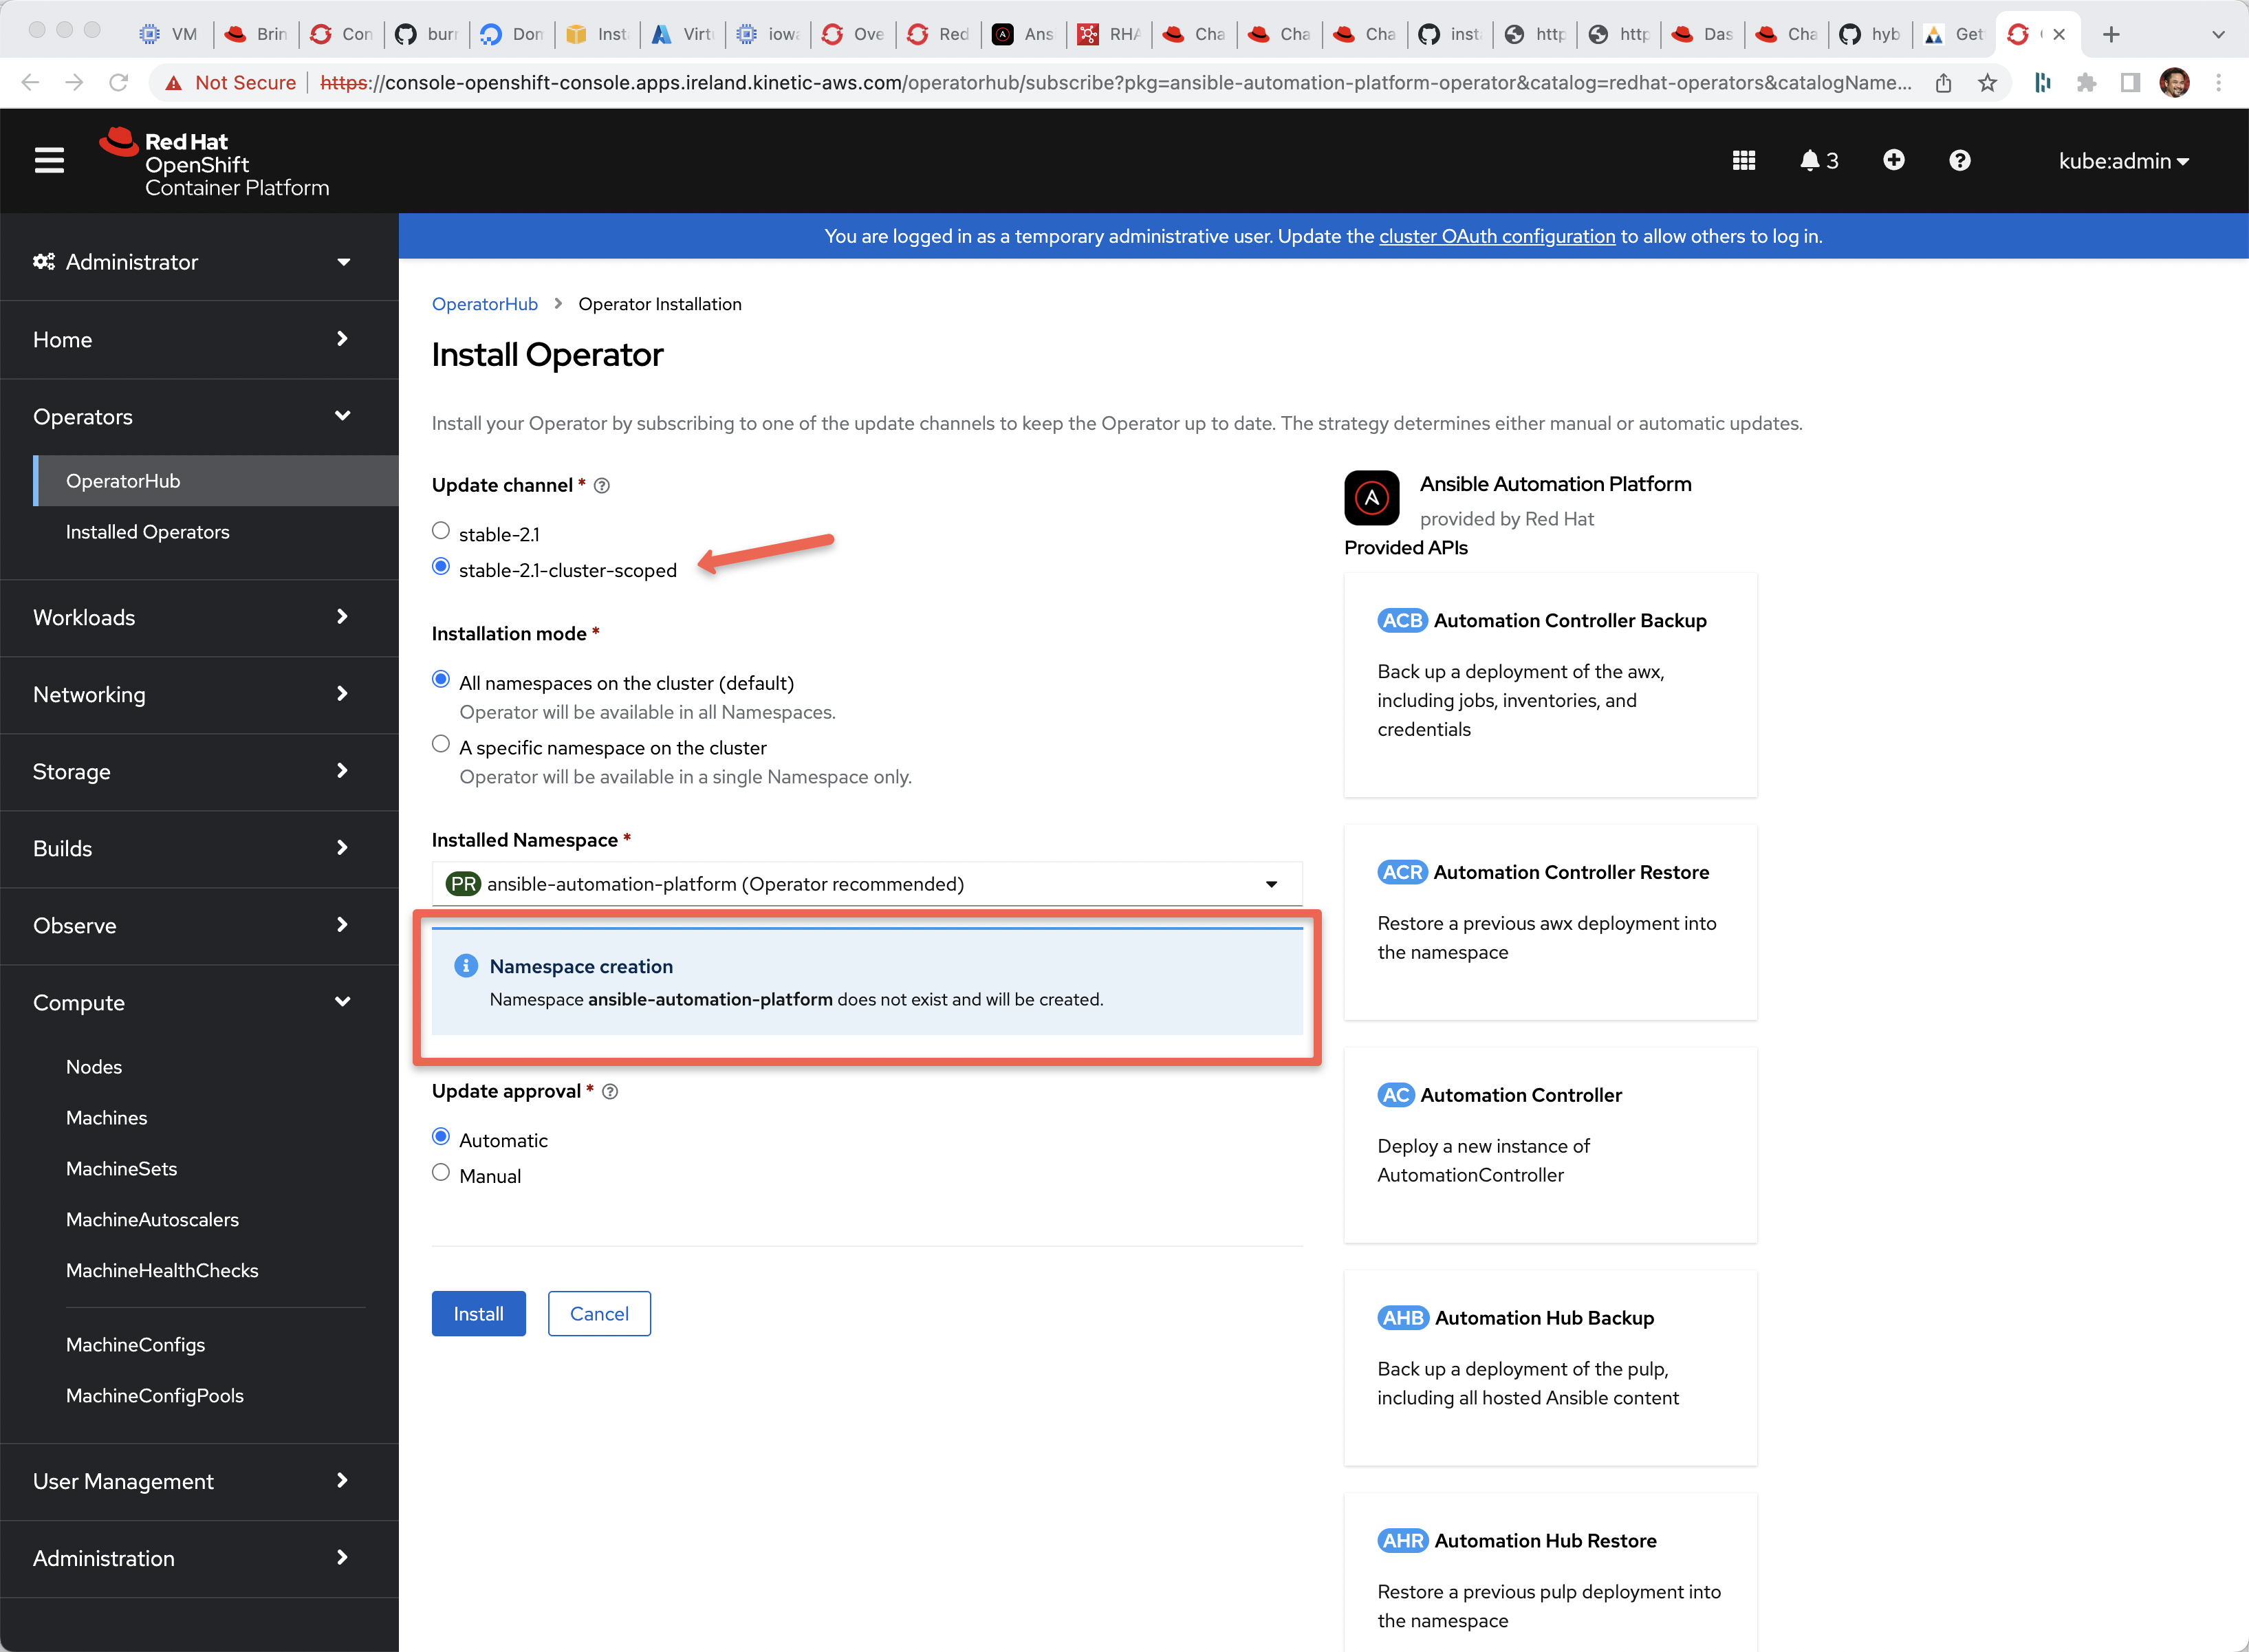 VM
Brin
Con
burr
Don
Inst
Virtu
iowa
Ove
Red
Ans
RHA
Cha
Cha
Cha
inst
http
http
Das
Cha
hyb
Get
Not Secure
https://console-openshift-console.apps.ireland.kinetic-aws.com/operatorhub/subscribe?pkg=ansible-automation-platform-operator&catalog=redhat-operators&catalogName...
Red Hat
OpenShift
Container Platform
3
kube:admin
You are logged in as a temporary administrative user. Update the cluster OAuth configuration to allow others to log in.
Administrator
Home
Operators
OperatorHub
Installed Operators
Workloads
Networking
Storage
Builds
Observe
Compute
Nodes
Machines
MachineSets
MachineAutoscalers
MachineHealthChecks
MachineConfigs
MachineConfigPools
User Management
Administration
OperatorHub > Operator Installation
Install Operator
Install your Operator by subscribing to one of the update channels to keep the Operator up to date. The strategy determines either manual or automatic updates.
Update channel *
stable-2.1
stable-2.1-cluster-scoped
Installation mode *
All namespaces on the cluster (default)
Operator will be available in all Namespaces.
A specific namespace on the cluster
Operator will be available in a single Namespace only.
Installed Namespace *
PR ansible-automation-platform (Operator recommended)
Namespace creation
Namespace ansible-automation-platform does not exist and will be created.
Update approval *
Automatic
Manual
Install
Cancel
Ansible Automation Platform
provided by Red Hat
Provided APIs
ACB Automation Controller Backup
Back up a deployment of the awx,
including jobs, inventories, and
credentials
ACR Automation Controller Restore
Restore a previous awx deployment into
the namespace
AC Automation Controller
Deploy a new instance of
AutomationController
AHB Automation Hub Backup
Back up a deployment of the pulp,
including all hosted Ansible content
AHR Automation Hub Restore
Restore a previous pulp deployment into
the namespace